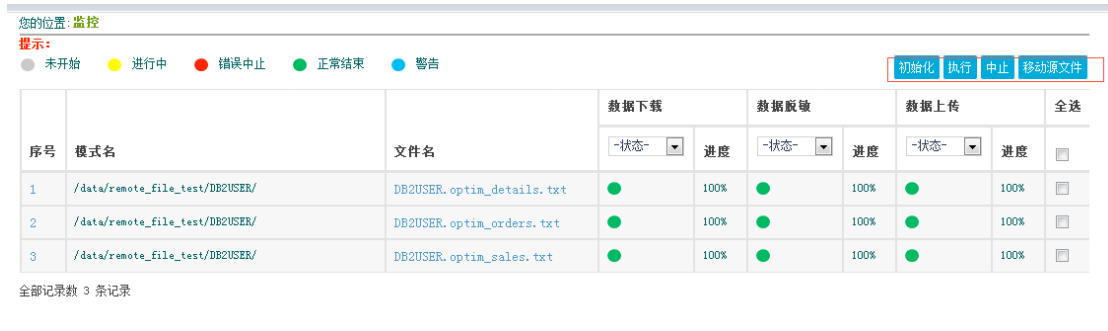 您的位置: 监控
提示:
未开始 进行中 错误中止 正常结束 警告 初始化 执行 中止 移动源文件
数据下载 数据脱敏 数据上传 全选
序号 模式名 文件名 -状态- 进度 -状态- 进度 -状态- 进度
1 /data/remote_file_test/DB2USER/ DB2USER.optim_details.txt 100% 100% 100%
2 /data/remote_file_test/DB2USER/ DB2USER.optim_orders.txt 100% 100% 100%
3 /data/remote_file_test/DB2USER/ DB2USER.optim_sales.txt 100% 100% 100%
全部记录数 3 条记录